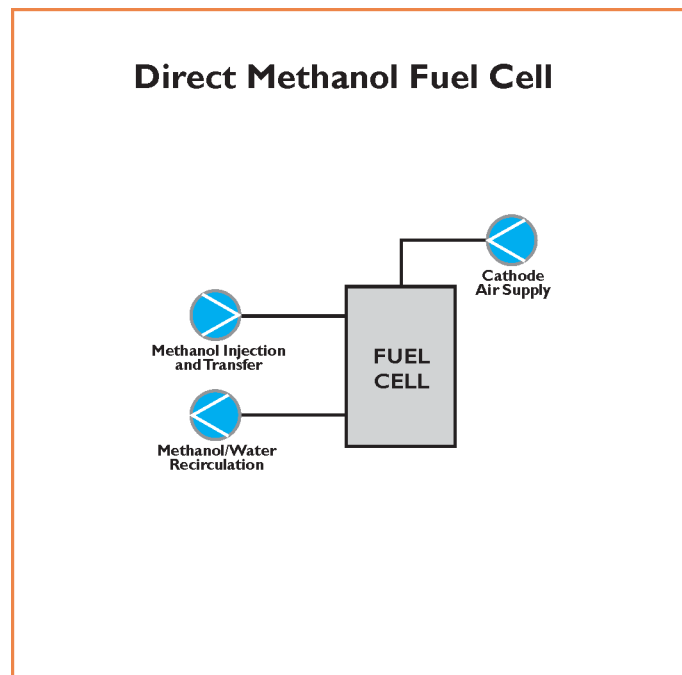 Direct Methanol Fuel Cell
Cathode
Air Supply
Methanol Injection
and Transfer
FUEL
CELL
Methanol/Water
Recirculation